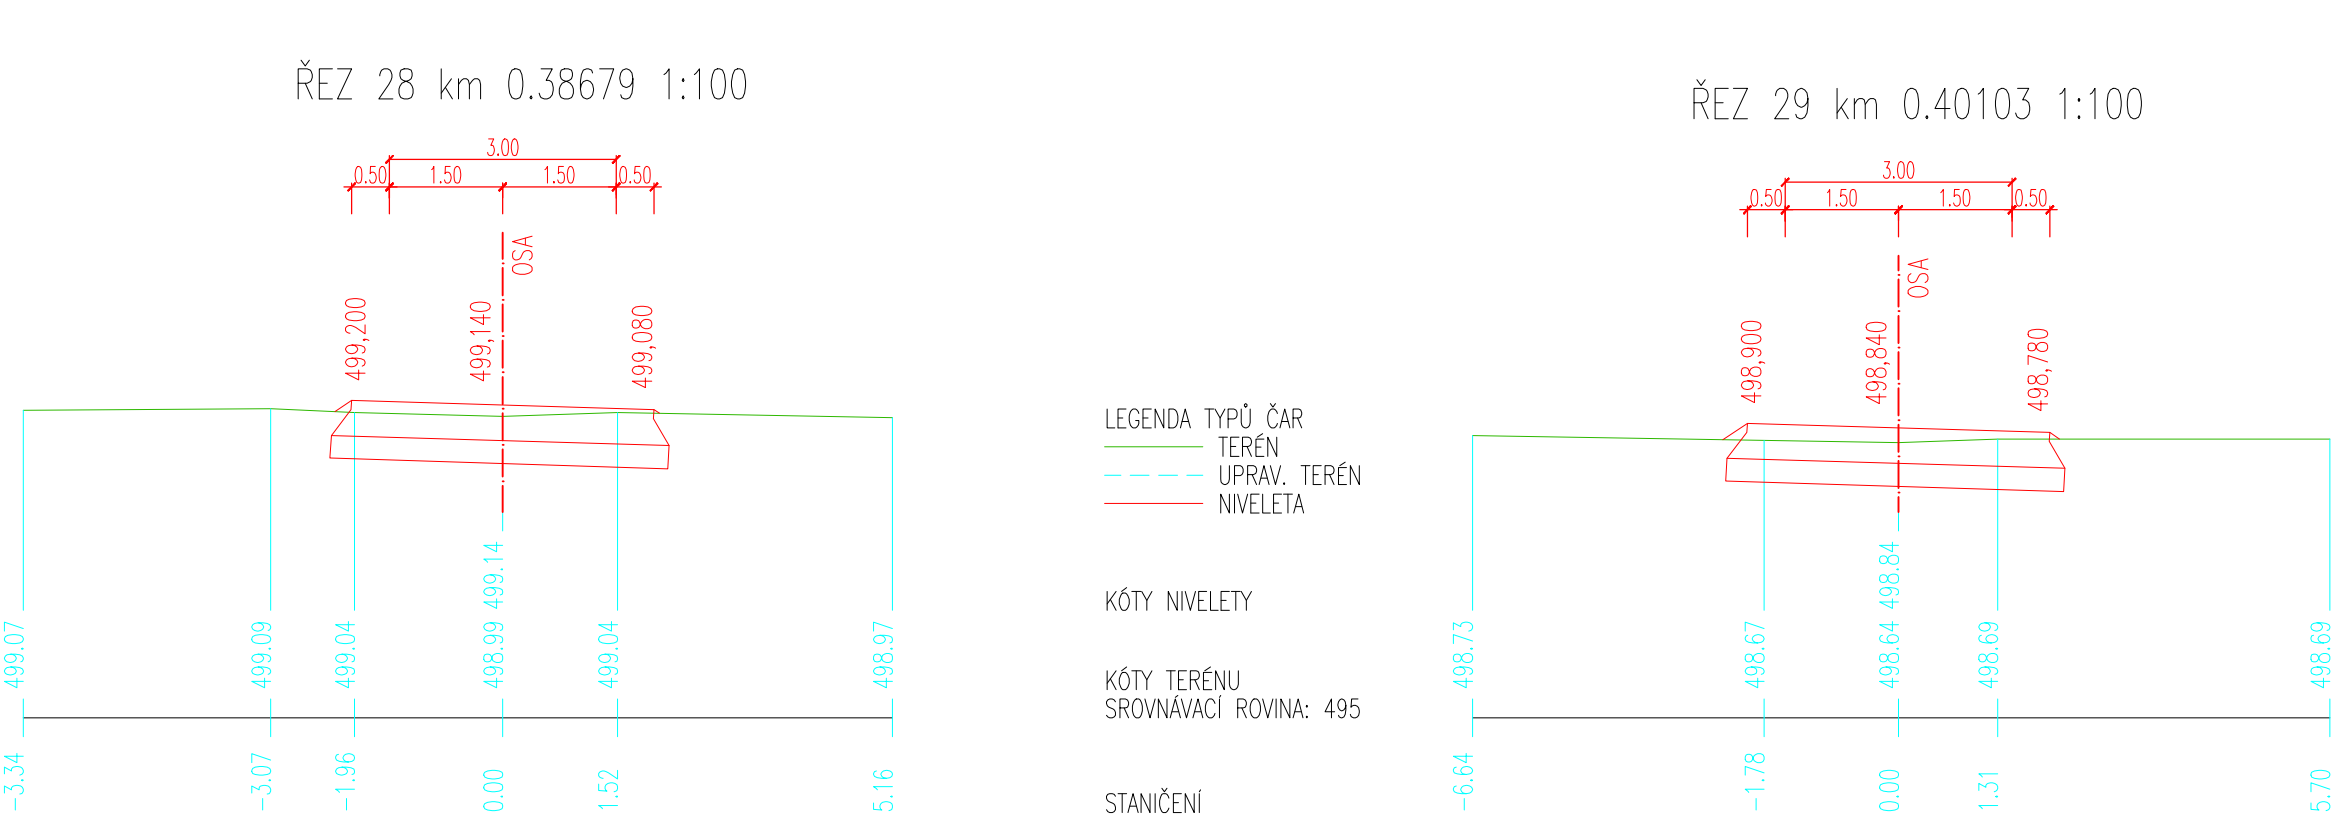 ŘEZ 28 km 0.38679 1:100
3.00
0.50 1.50 1.50 0.50
OSA
499,200 499,140 499,080
499.14
499.07 499.09 499.04 498.99 499.04 498.97
-3.34 -3.07 -1.96 0.00 1.52 5.16
LEGENDA TYPŮ ČAR
TERÉN
UPRAV. TERÉN
NIVELETA
KÓTY NIVELETY
KÓTY TERÉNU
SROVNÁVACÍ ROVINA: 495
STANIČENÍ
ŘEZ 29 km 0.40103 1:100
3.00
0.50 1.50 1.50 0.50
OSA
498,900 498,840 498,780
498.84
498.73 498.67 498.64 498.69 498.69
-6.64 -1.78 0.00 1.31 5.70